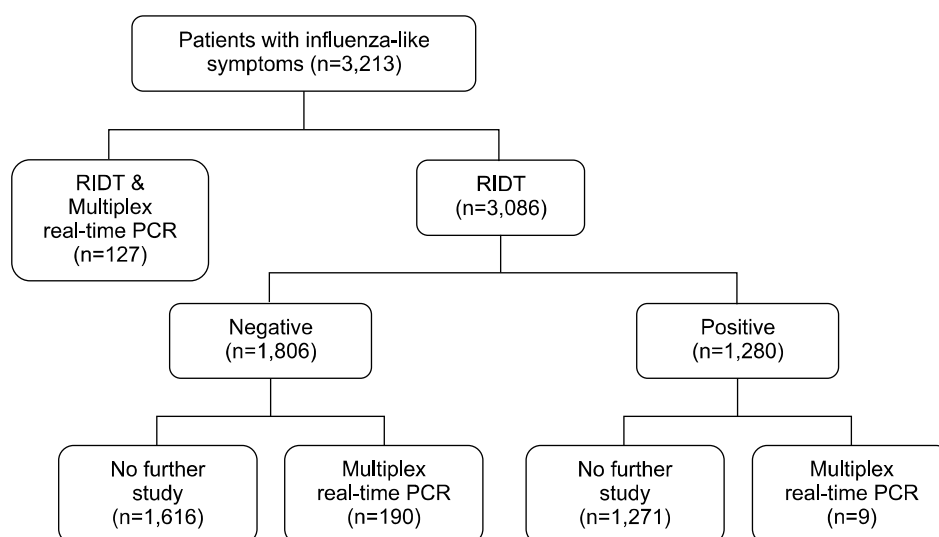 Patients with influenza-like
symptoms (n=3,213)
RIDT &
Multiplex
real-time PCR
(n=127)
RIDT
(n=3,086)
Negative
(n=1,806)
Positive
(n=1,280)
No further
study
(n=1,616)
Multiplex
real-time PCR
(n=190)
No further
study
(n=1,271)
Multiplex
real-time PCR
(n=9)